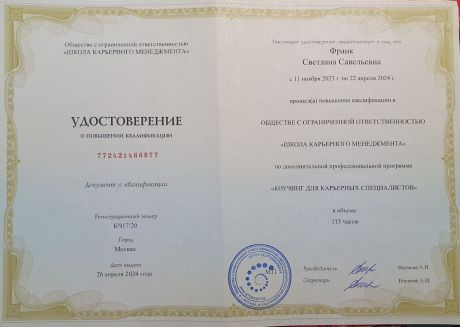 Общество с ограниченной ответственностью
«ШКОЛА КАРЬЕРНОГО МЕНЕДЖМЕНТА»
УДОСТОВЕРЕНИЕ
О ПОВЫШЕНИИ КВАЛИФИКАЦИИ
772421466877
Документ о квалификации
Регистрационный номер
КЧ17/20
Город
Москва
Дата выдачи
26 апреля 2024 года
Настоящее удостоверение свидетельствует о том, что
Франк
Светлана Савельевна
с 11 ноября 2023 г. по 22 апреля 2024 г.
прошел(а) повышение квалификации в
ОБЩЕСТВЕ С ОГРАНИЧЕННОЙ ОТВЕТСТВЕННОСТЬЮ
«ШКОЛА КАРЬЕРНОГО МЕНЕДЖМЕНТА»
по дополнительной профессиональной программе
«КОУЧИНГ ДЛЯ КАРЬЕРНЫХ СПЕЦИАЛИСТОВ»
в объеме
115 часов
М.П.
Руководитель
Наумова А.И.
Секретарь